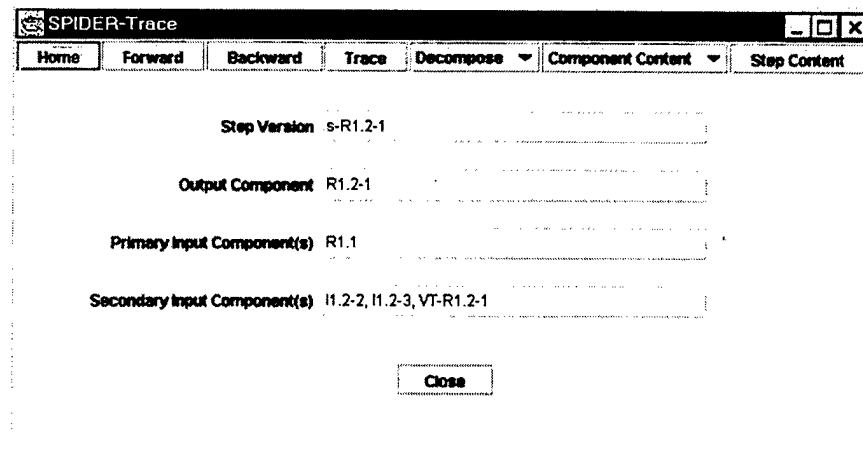 SPIDER-Trace
Home Forward Backward Trace Decompose Component Content Step Content
Step Version s-R1.2-1
Output Component R1.2-1
Primary Input Component(s) R1.1
Secondary Input Component(s) I1.2-2, I1.2-3, VT-R1.2-1
Close